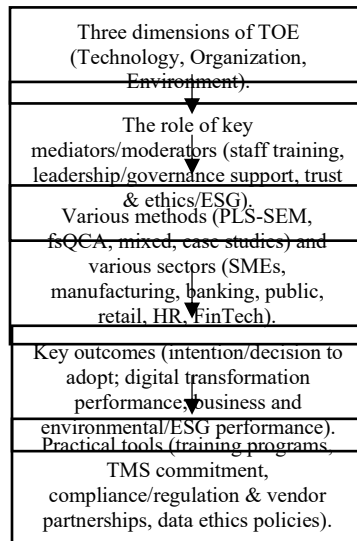 Three dimensions of TOE
(Technology, Organization,
Environment).
The role of key
mediators/moderators (staff training,
leadership/governance support, trust
& ethics/ESG).
Various methods (PLS-SEM,
fsQCA, mixed, case studies) and
various sectors (SMEs,
manufacturing, banking, public,
retail, HR, FinTech).
Key outcomes (intention/decision to
adopt; digital transformation
performance; business and
environmental/ESG performance).
Practical tools (training programs,
TMS commitment,
compliance/regulation & vendor
partnerships, data ethics policies).